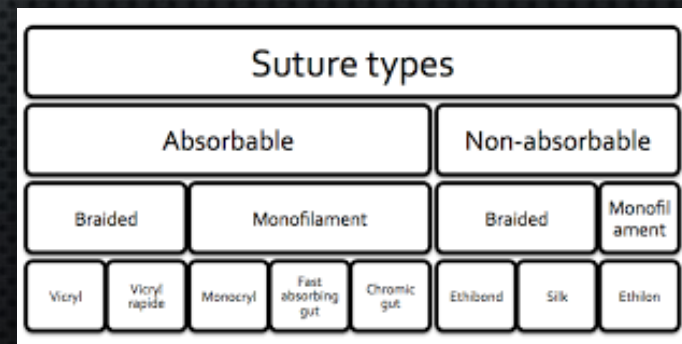 Suture types
Absorbable Non-absorbable
Braided Monofilament Braided Monofil
ament
Vicryl Vicryl
rapide Monocryl Fast
absorbing
gut Chromic
gut Ethibond Silk Ethilon